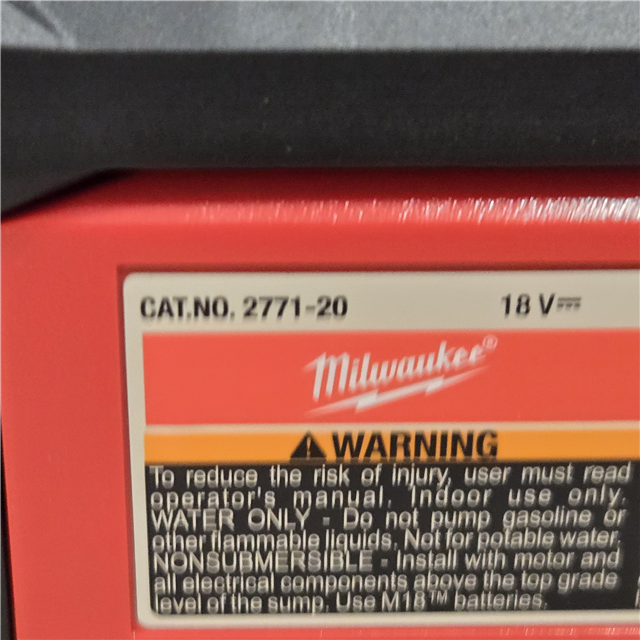 CAT.NO. 2771-20 18 V⎓
Milwaukee®
⚠WARNING
To reduce the risk of injury, user must read
operator's manual. Indoor use only.
WATER ONLY - Do not pump gasoline or
other flammable liquids. Not for potable water.
NONSUBMERSIBLE - Install with motor and
all electrical components above the top grade
level of the sump. Use M18™ batteries.